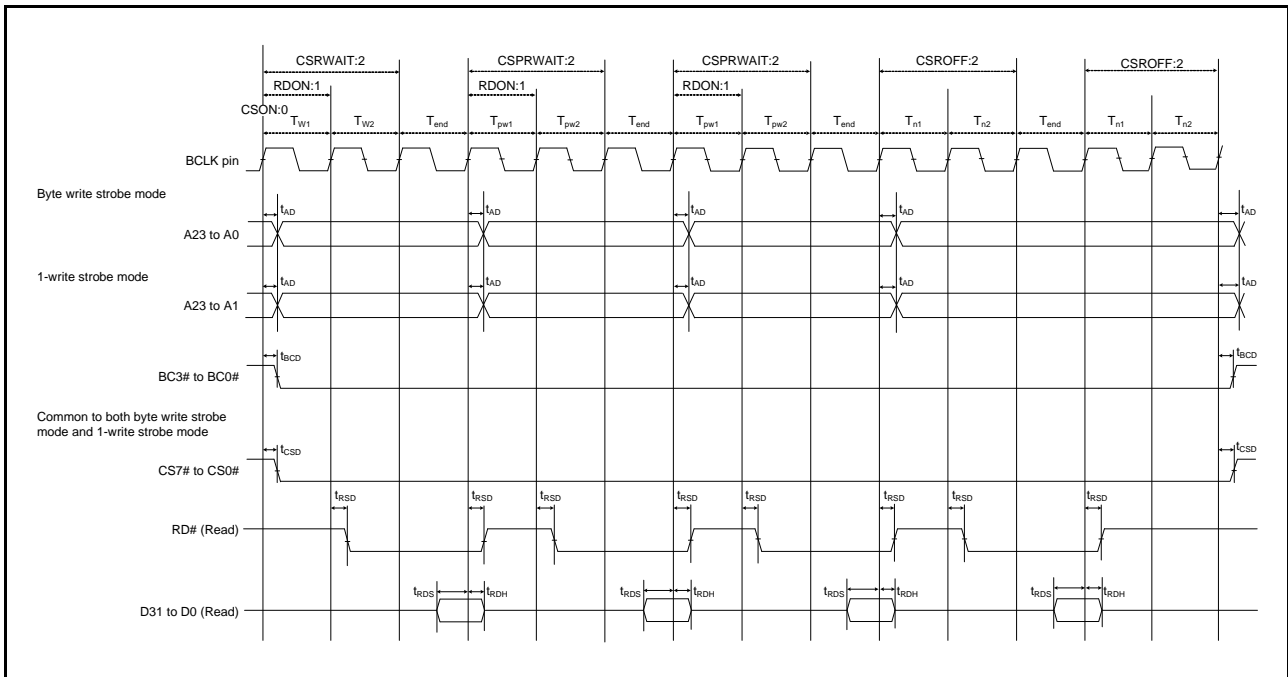 CSRWAIT:2 CSPRWAIT:2 CSPRWAIT:2 CSROFF:2 CSROFF:2
RDON:1 RDON:1 RDON:1
CSON:0
TW1 TW2 Tend Tpw1 Tpw2 Tend Tpw1 Tpw2 Tend Tn1 Tn2 Tend Tn1 Tn2
BCLK pin
Byte write strobe mode
tAD tAD tAD tAD tAD
A23 to A0
1-write strobe mode
tAD tAD tAD tAD tAD
A23 to A1
tBCD tBCD
BC3# to BC0#
Common to both byte write strobe
mode and 1-write strobe mode
tCSD tCSD
CS7# to CS0#
tRSD tRSD tRSD tRSD tRSD tRSD tRSD tRSD
RD# (Read)
tRDS tRDH tRDS tRDH tRDS tRDH tRDS tRDH
D31 to D0 (Read)